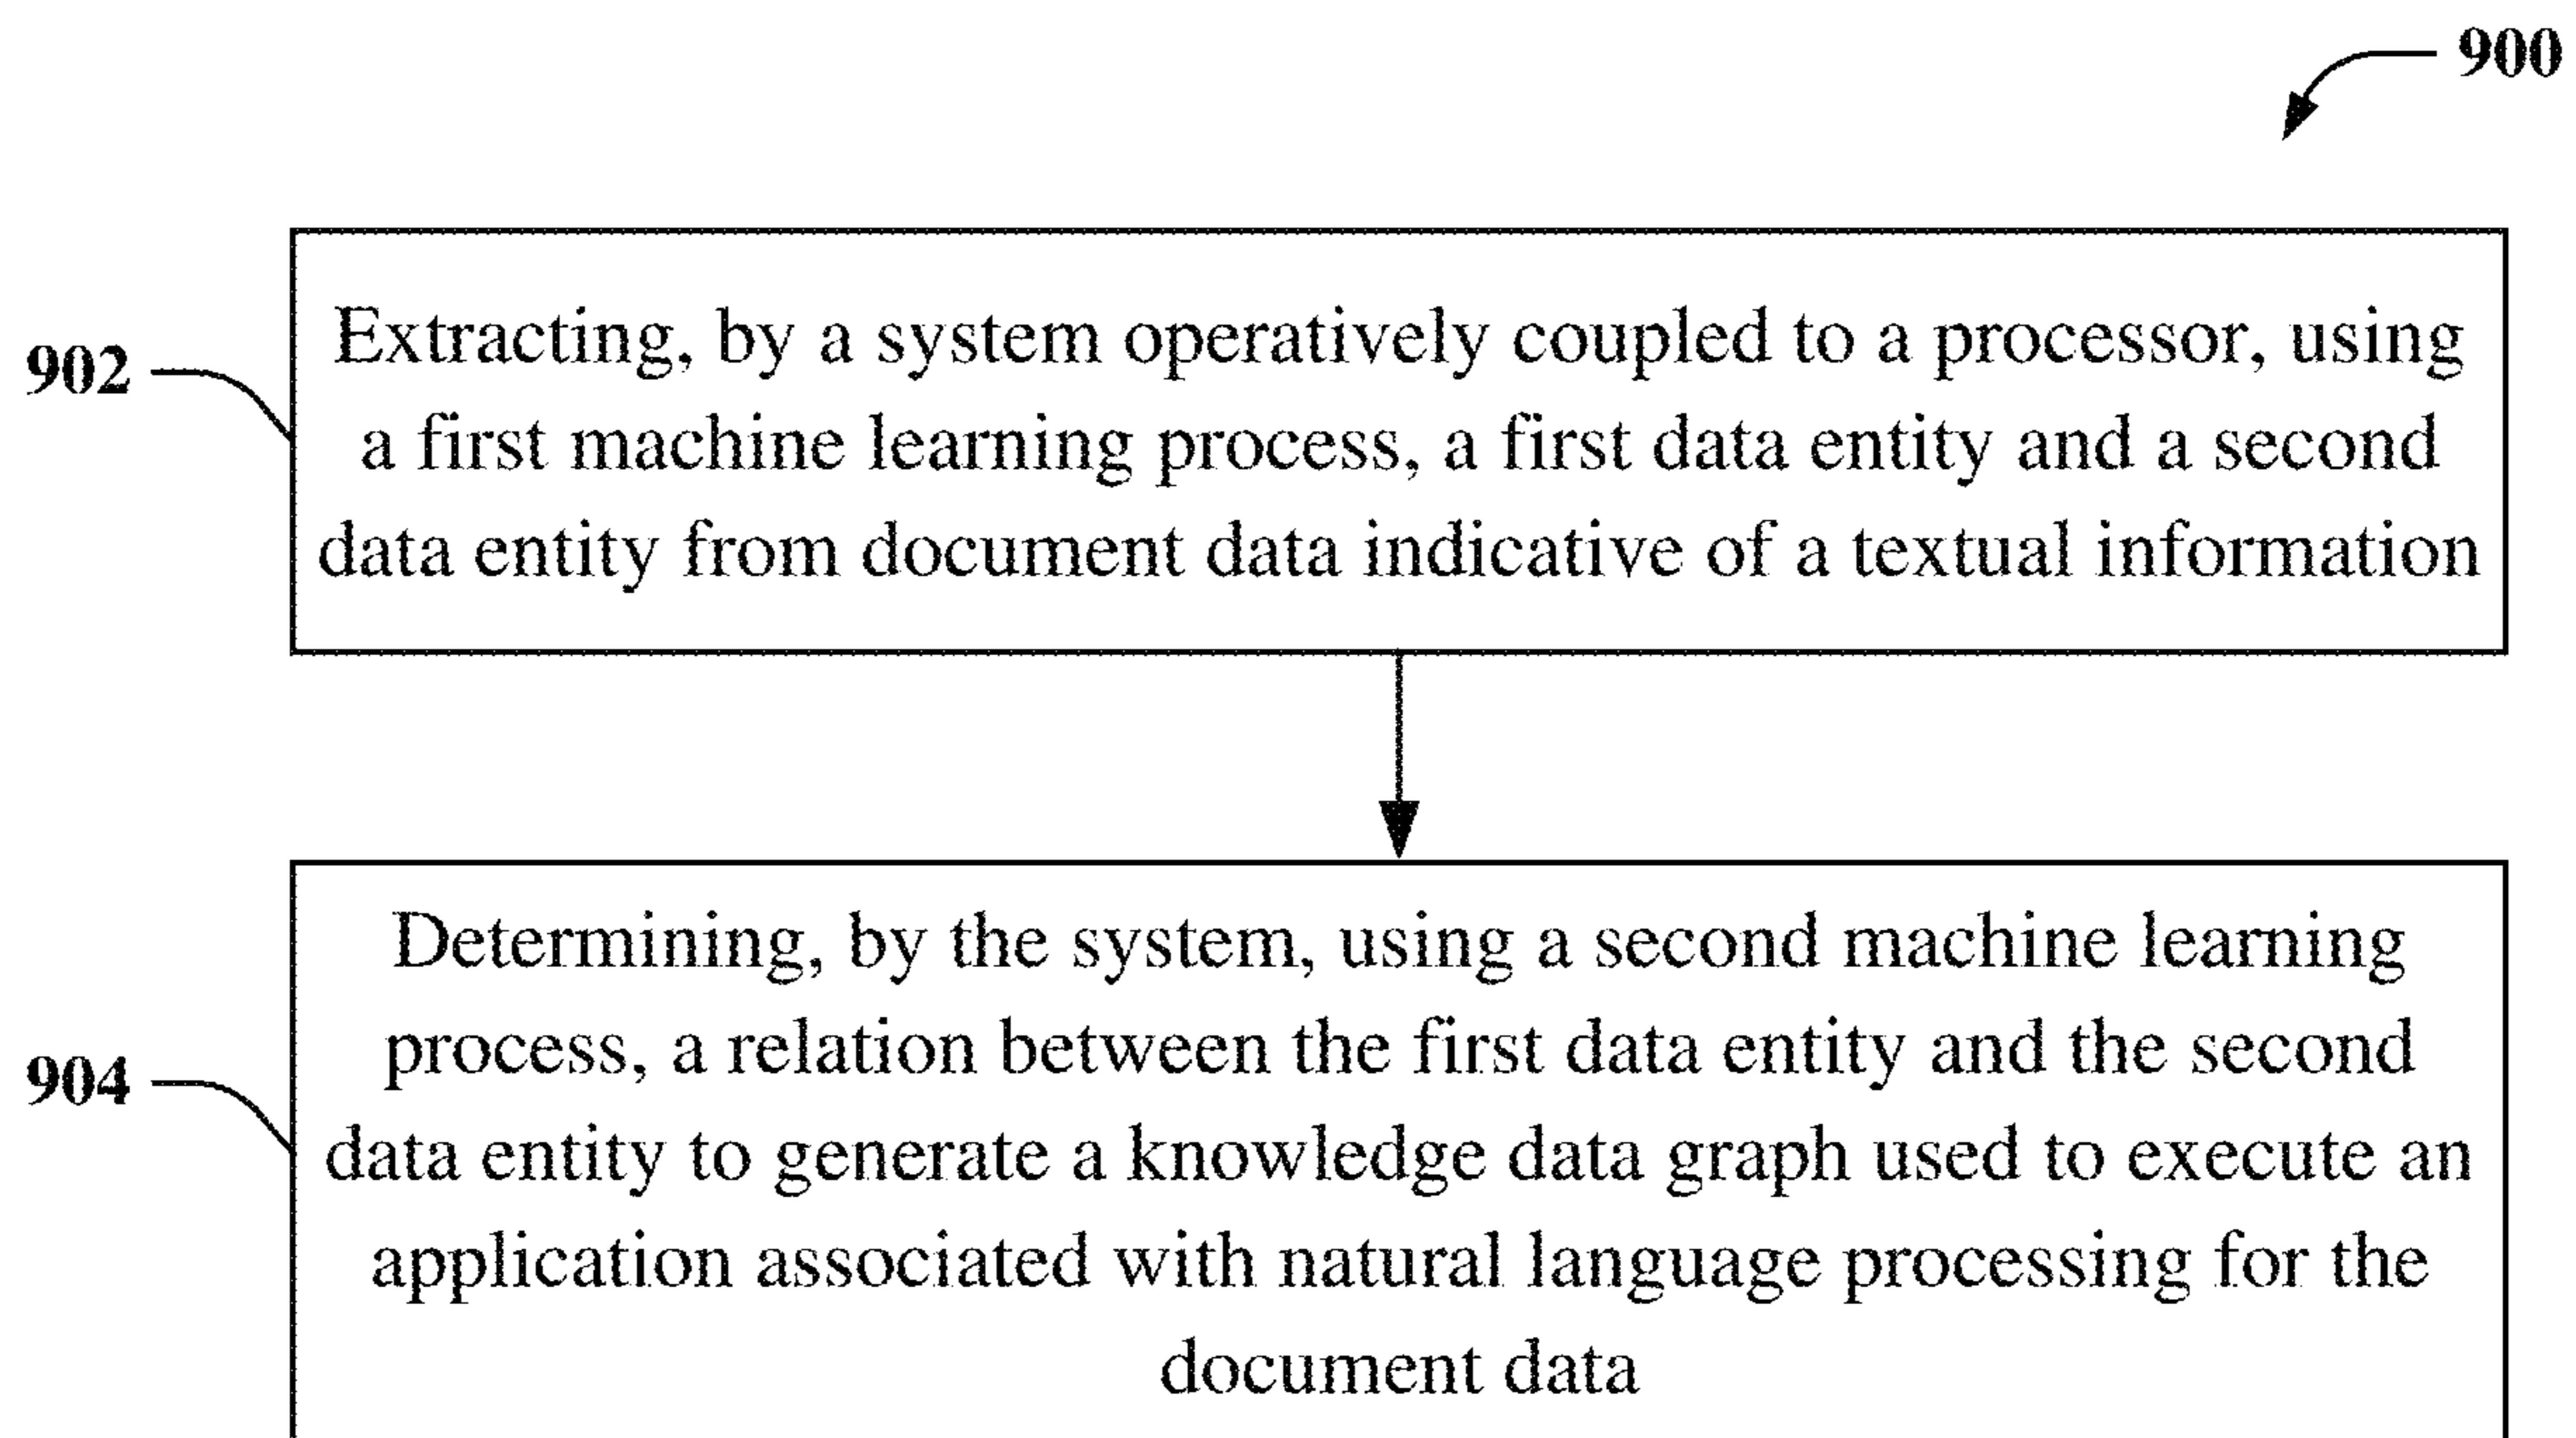 900
902
Extracting, by a system operatively coupled to a processor, using
a first machine learning process, a first data entity and a second
data entity from document data indicative of a textual information
904
Determining, by the system, using a second machine learning
process, a relation between the first data entity and the second
data entity to generate a knowledge data graph used to execute an
application associated with natural language processing for the
document data